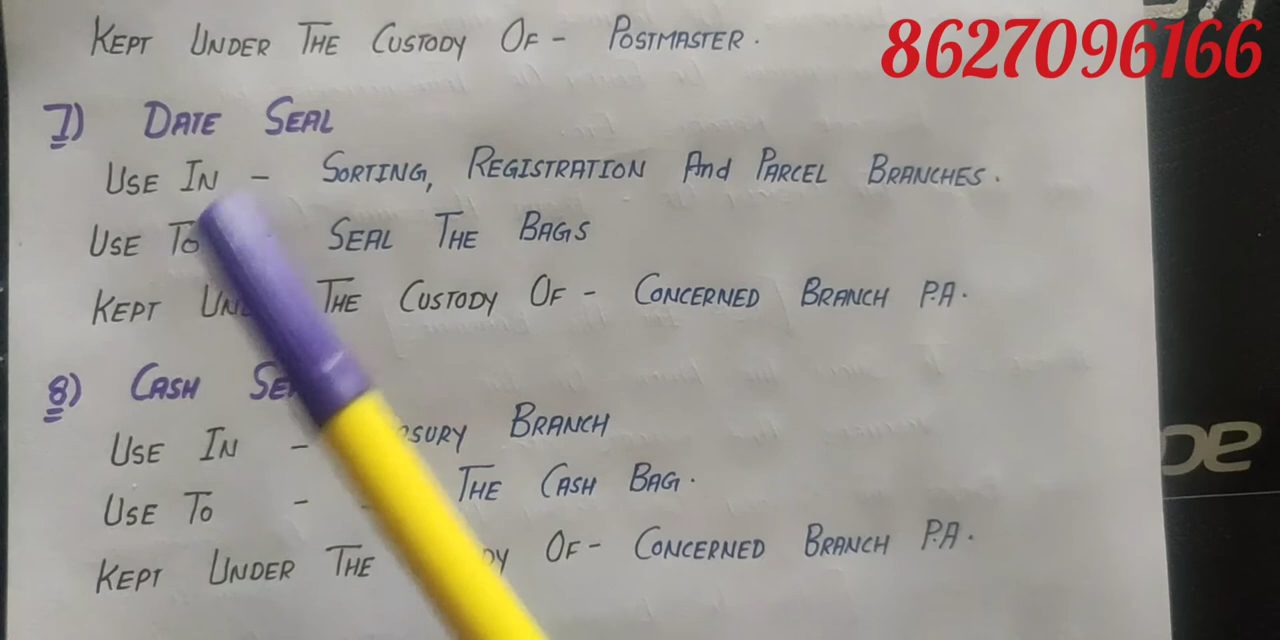 KEPT UNDER THE CUSTODY OF - POSTMASTER.
8627096166
7) DATE SEAL
USE IN - SORTING, REGISTRATION And PARCEL BRANCHES.
USE TO SEAL THE BAGS
KEPT THE CUSTODY OF - CONCERNED BRANCH P.A.
8) CASH
USE IN - BRANCH
USE TO - THE CASH BAG.
KEPT UNDER THE OF - CONCERNED BRANCH P.A.